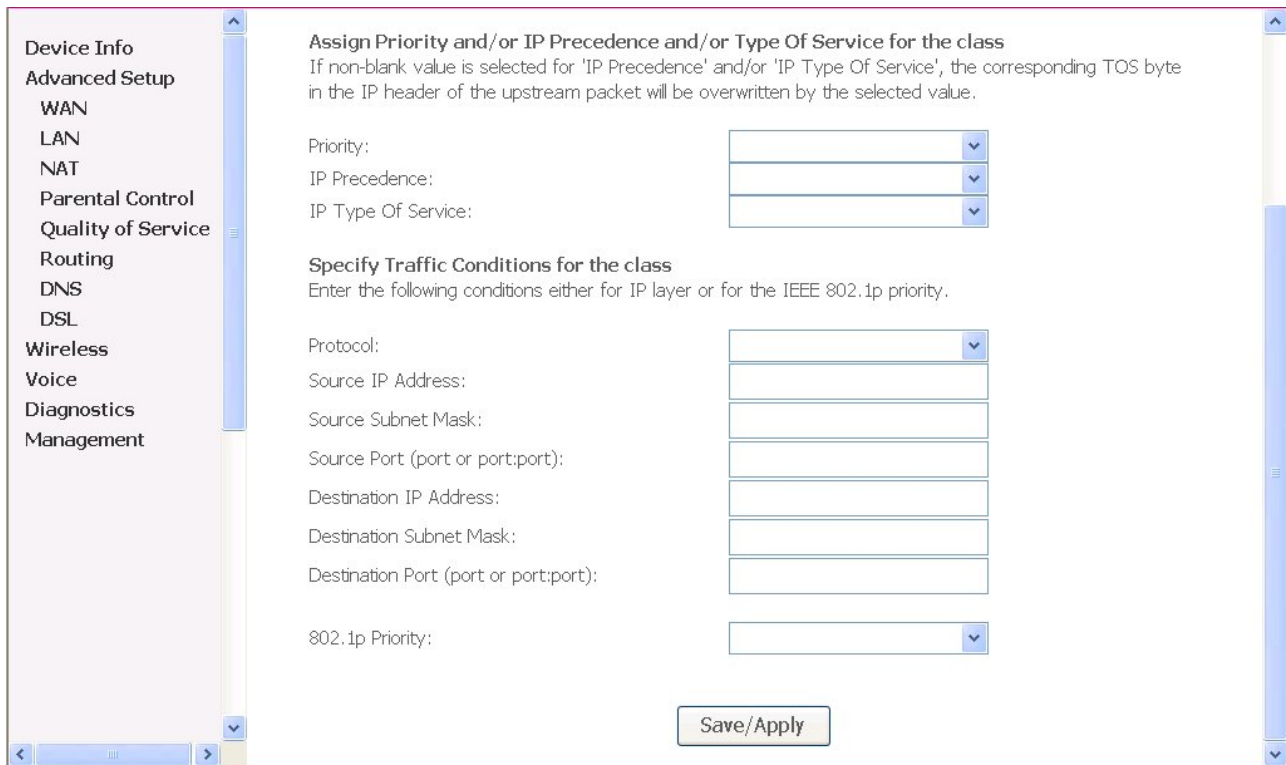 Device Info
Advanced Setup
WAN
LAN
NAT
Parental Control
Quality of Service
Routing
DNS
DSL
Wireless
Voice
Diagnostics
Management
Assign Priority and/or IP Precedence and/or Type Of Service for the class
If non-blank value is selected for 'IP Precedence' and/or 'IP Type Of Service', the corresponding TOS byte
in the IP header of the upstream packet will be overwritten by the selected value.
Priority:
IP Precedence:
IP Type Of Service:
Specify Traffic Conditions for the class
Enter the following conditions either for IP layer or for the IEEE 802.1p priority.
Protocol:
Source IP Address:
Source Subnet Mask:
Source Port (port or port:port):
Destination IP Address:
Destination Subnet Mask:
Destination Port (port or port:port):
802.1p Priority:
Save/Apply